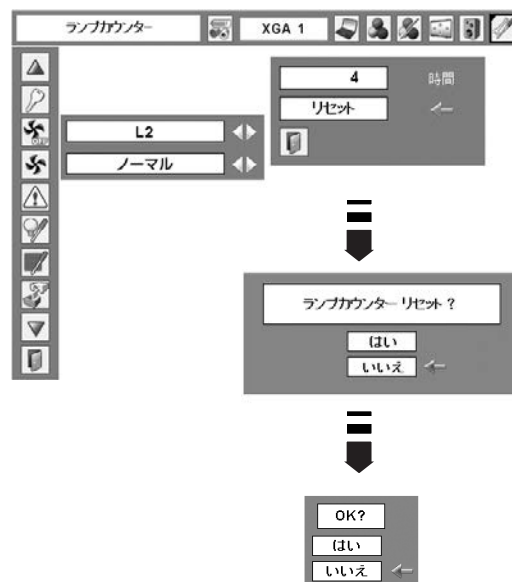 ランプカウンター
XGA 1
4 時間
リセット
L2
ノーマル
ランプカウンター リセット ?
はい
いいえ
OK?
はい
いいえ